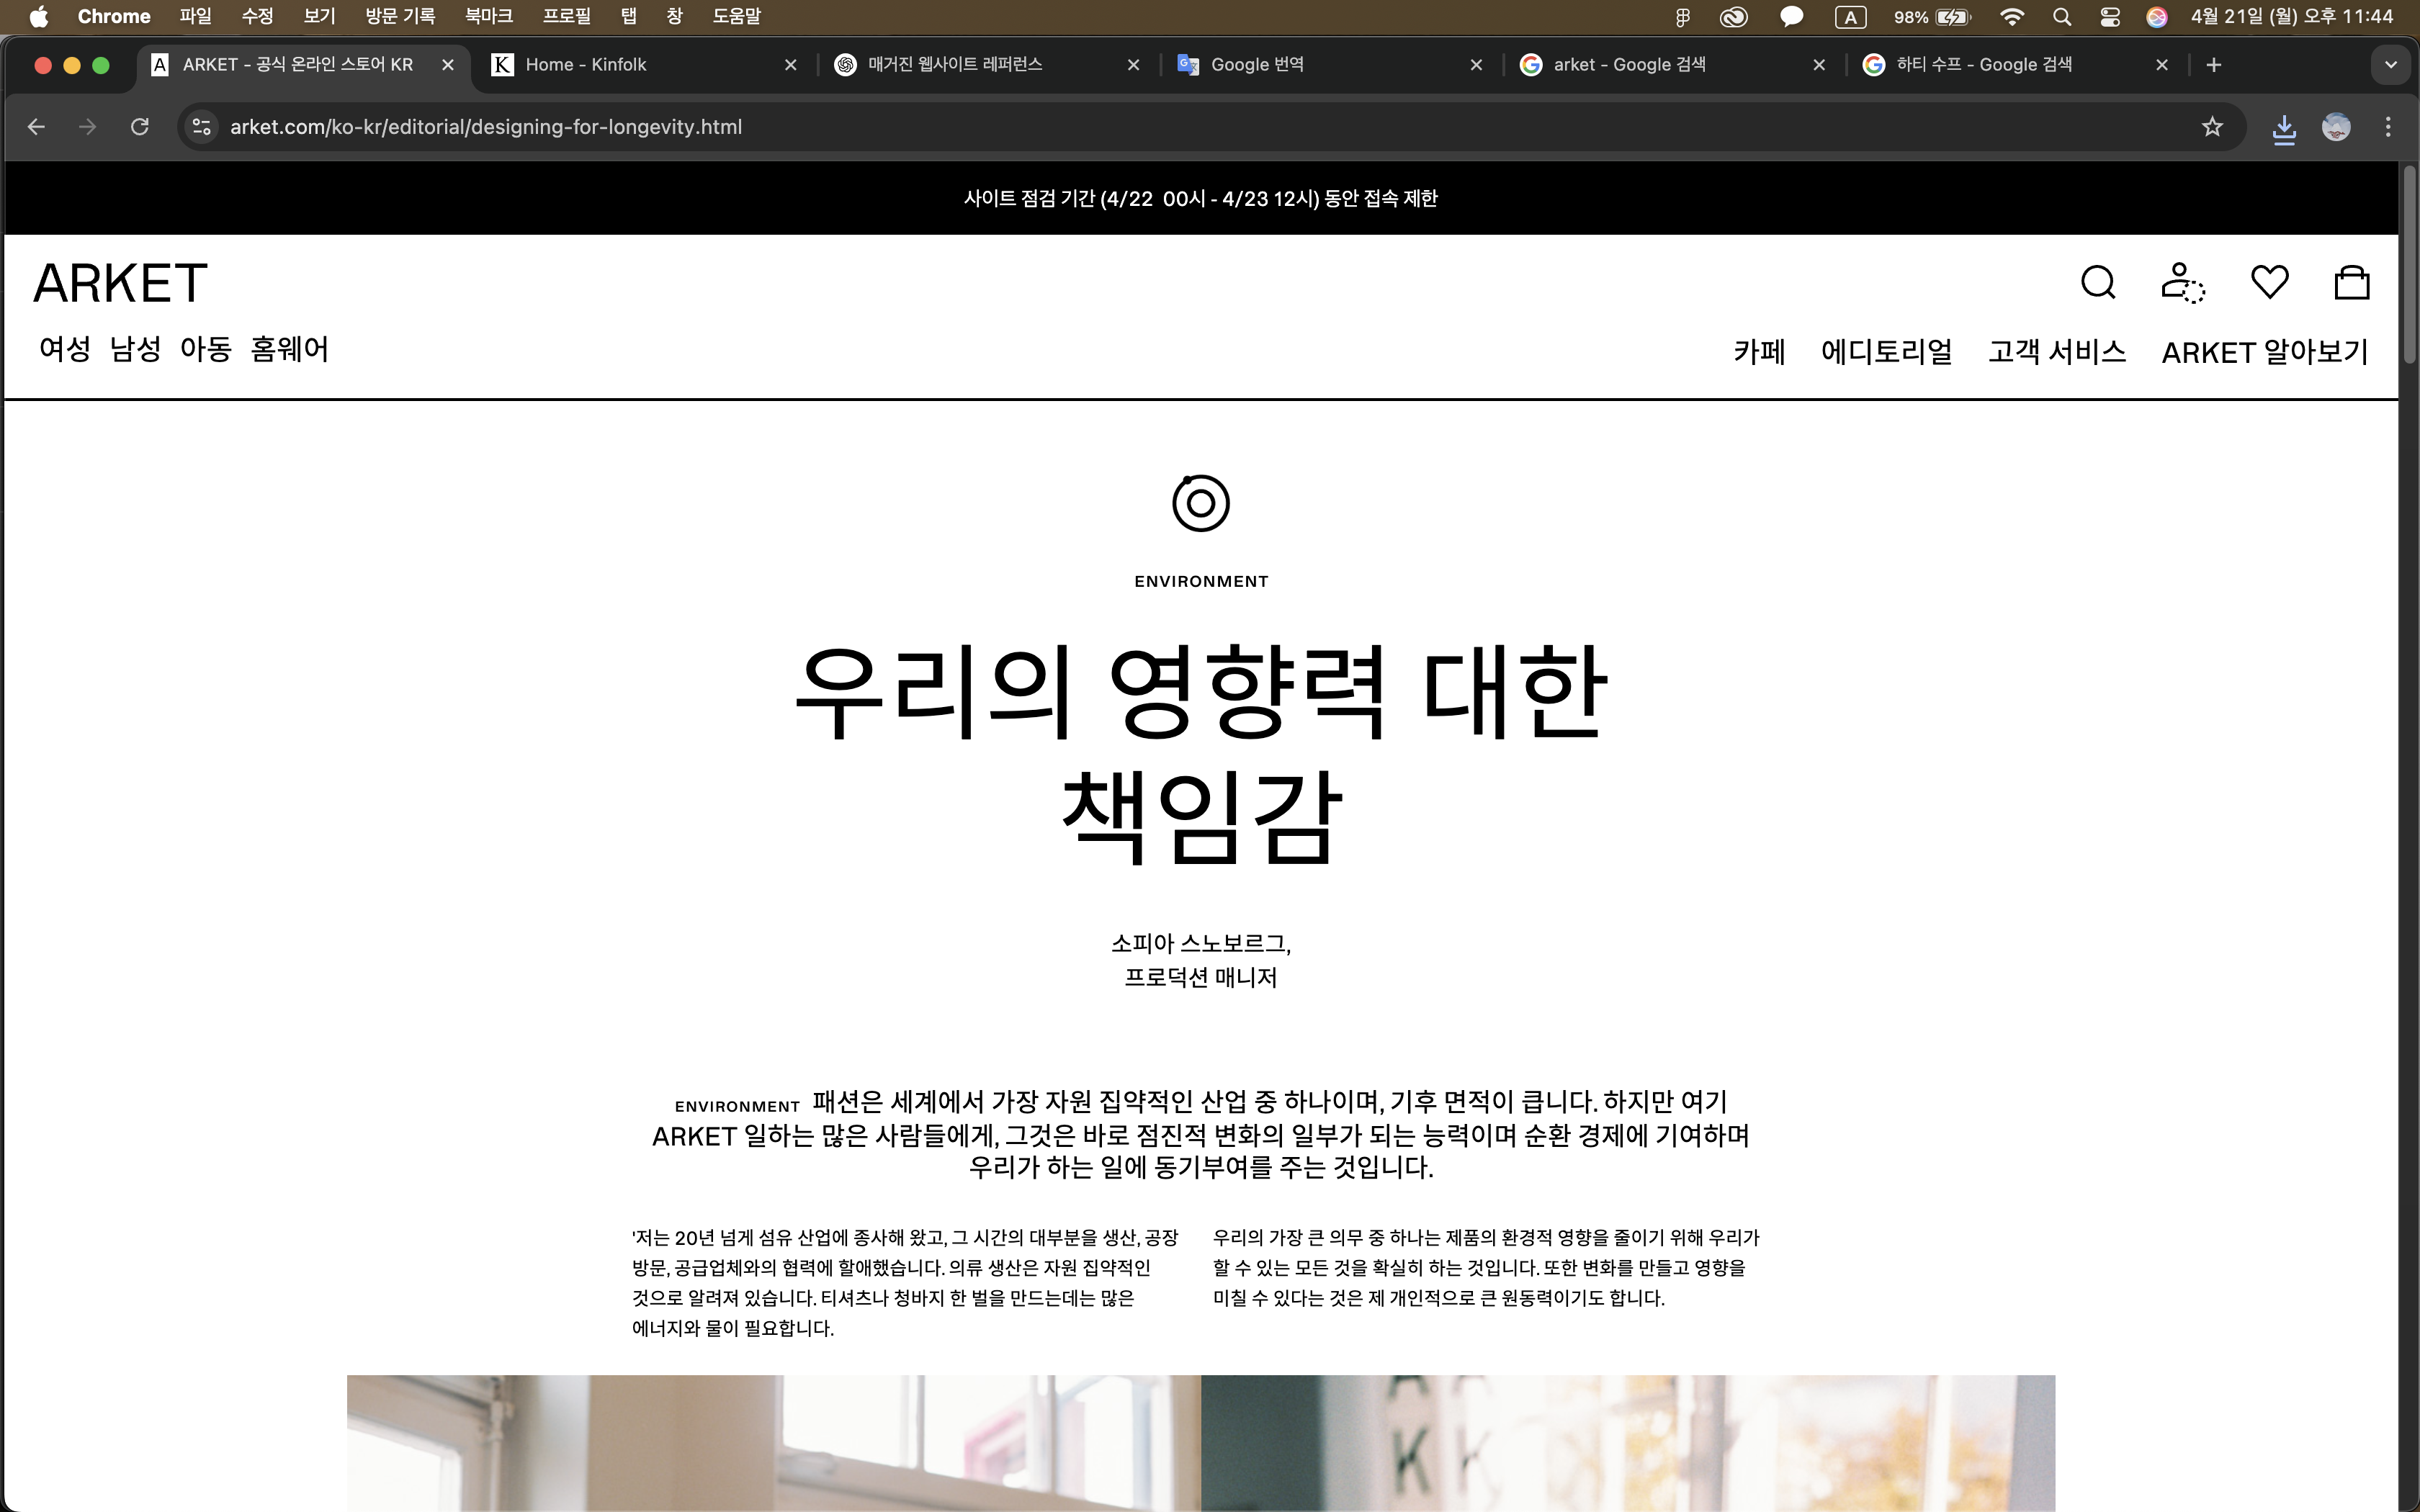 Chrome 파일 수정 보기 방문 기록 북마크 프로필 탭 창 도움말 A 98% 4월 21일 (월) 오후 11:44
A ARKET - 공식 온라인 스토어 KR K Home - Kinfolk 매거진 웹사이트 레퍼런스 Google 번역 arket - Google 검색 하티 수프 - Google 검색
arket.com/ko-kr/editorial/designing-for-longevity.html
사이트 점검 기간 (4/22 00시 - 4/23 12시) 동안 접속 제한
ARKET
여성 남성 아동 홈웨어 카페 에디토리얼 고객 서비스 ARKET 알아보기
ENVIRONMENT
우리의 영향력 대한
책임감
소피아 스노보르그,
프로덕션 매니저
ENVIRONMENT 패션은 세계에서 가장 자원 집약적인 산업 중 하나이며, 기후 면적이 큽니다. 하지만 여기
ARKET 일하는 많은 사람들에게, 그것은 바로 점진적 변화의 일부가 되는 능력이며 순환 경제에 기여하며
우리가 하는 일에 동기부여를 주는 것입니다.
'저는 20년 넘게 섬유 산업에 종사해 왔고, 그 시간의 대부분을 생산, 공장
방문, 공급업체와의 협력에 할애했습니다. 의류 생산은 자원 집약적인
것으로 알려져 있습니다. 티셔츠나 청바지 한 벌을 만드는데는 많은
에너지와 물이 필요합니다.
우리의 가장 큰 의무 중 하나는 제품의 환경적 영향을 줄이기 위해 우리가
할 수 있는 모든 것을 확실히 하는 것입니다. 또한 변화를 만들고 영향을
미칠 수 있다는 것은 제 개인적으로 큰 원동력이기도 합니다.
K K